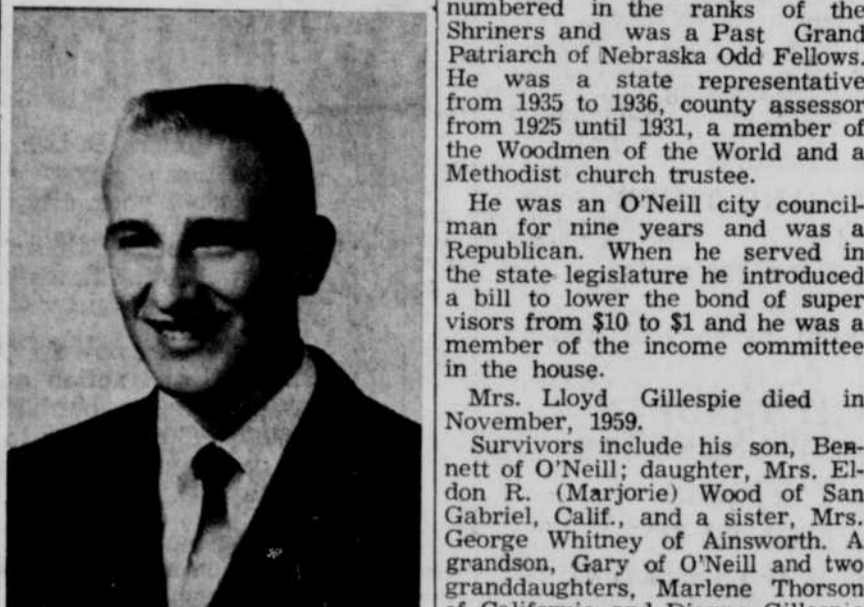 numbered in the ranks of the
Shriners and was a Past Grand
Patriarch of Nebraska Odd Fellows.
He was a state representative
from 1935 to 1936, county assessor
from 1925 until 1931, a member of
the Woodmen of the World and a
Methodist church trustee.
He was an O'Neill city council-
man for nine years and was a
Republican. When he served in
the state legislature he introduced
a bill to lower the bond of super
visors from $10 to $1 and he was a
member of the income committee
in the house.
Mrs. Lloyd Gillespie died in
November, 1959.
Survivors include his son, Ben-
nett of O'Neill; daughter, Mrs. El-
don R. (Marjorie) Wood of San
Gabriel, Calif., and a sister, Mrs.
George Whitney of Ainsworth. A
grandson, Gary of O'Neill and two
granddaughters, Marlene Thorson
of California and